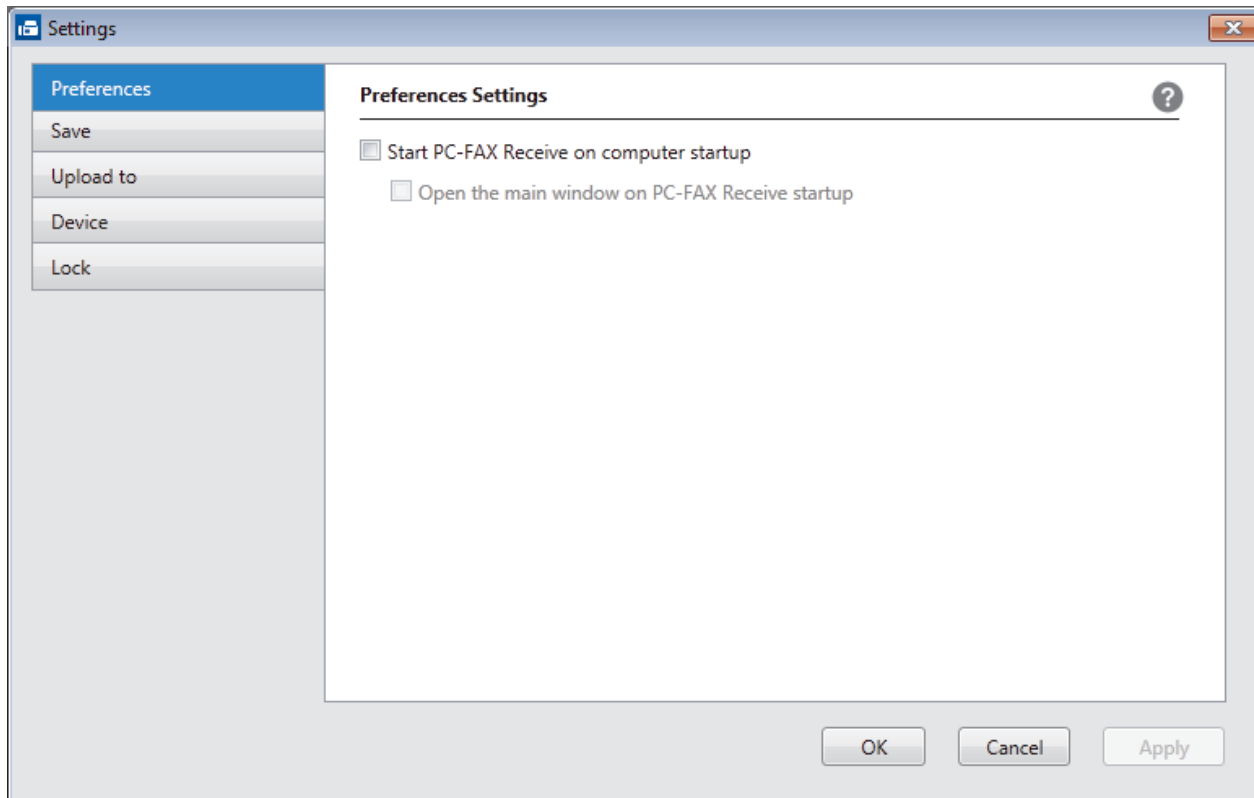 Settings
Preferences
Save
Upload to
Device
Lock
Preferences Settings
?
Start PC-FAX Receive on computer startup
Open the main window on PC-FAX Receive startup
OK
Cancel
Apply